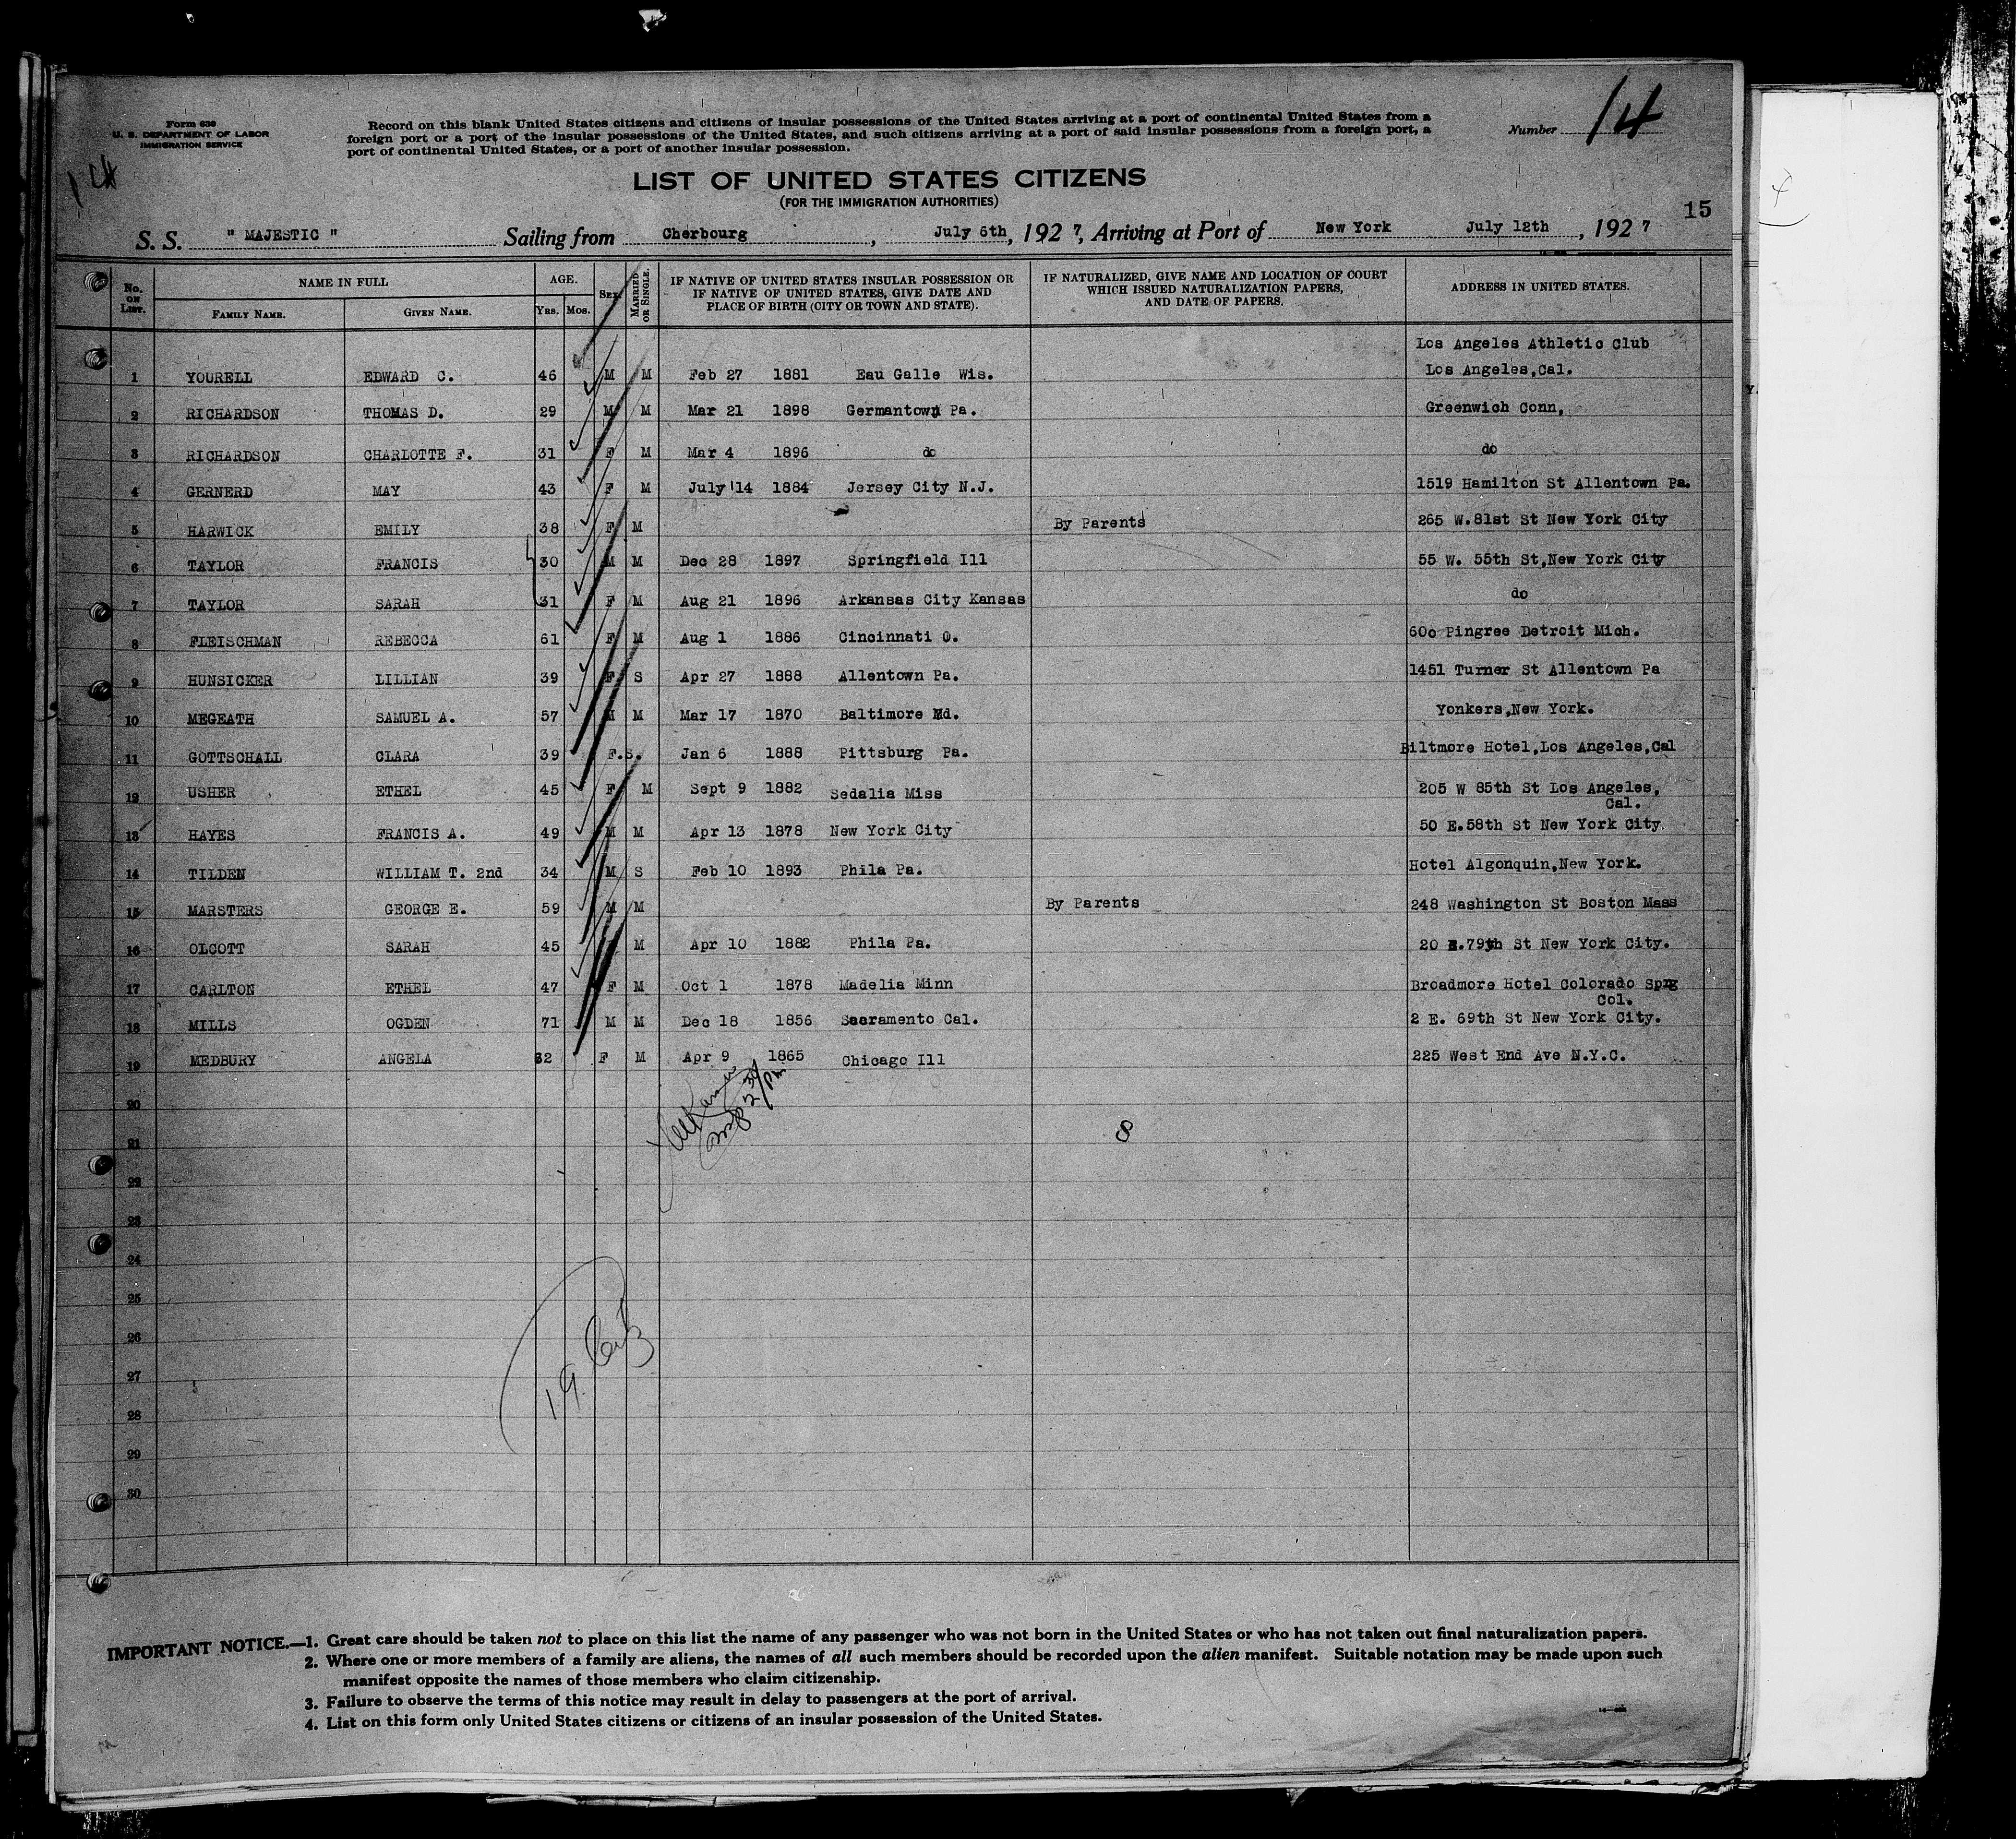 Form 630
U. S. DEPARTMENT OF LABOR
IMMIGRATION SERVICE
Record on this blank United States citizens and citizens of insular possessions of the United States arriving at a port of continental United States from a
foreign port or a port of the insular possessions of the United States, and such citizens arriving at a port of said insular possessions from a foreign port, a
port of continental United States, or a port of another insular possession.
Number 14
LIST OF UNITED STATES CITIZENS
(FOR THE IMMIGRATION AUTHORITIES)
15
S. S. " MAJESTIC " Sailing from Cherbourg , July 6th, 1927, Arriving at Port of New York July 12th , 1927
No. on List. NAME IN FULL AGE. Sex. Married or Single. IF NATIVE OF UNITED STATES INSULAR POSSESSION OR IF NATIVE OF UNITED STATES, GIVE DATE AND PLACE OF BIRTH (CITY OR TOWN AND STATE). IF NATURALIZED, GIVE NAME AND LOCATION OF COURT WHICH ISSUED NATURALIZATION PAPERS, AND DATE OF PAPERS. ADDRESS IN UNITED STATES.
Family Name. Given Name. Yrs. Mos.
Los Angeles Athletic Club
1 YOURELL EDWARD C. 46 M M Feb 27 1881 Eau Galle Wis. Los Angeles,Cal.
2 RICHARDSON THOMAS D. 29 M M Mar 21 1898 Germantown Pa. Greenwich Conn,
3 RICHARDSON CHARLOTTE F. 31 F M Mar 4 1896 do do
4 GERNERD MAY 43 F M July 14 1884 Jersey City N.J. 1519 Hamilton St Allentown Pa.
5 HARWICK EMILY 38 F M By Parents 265 W.81st St New York City
6 TAYLOR FRANCIS 30 M M Dec 28 1897 Springfield Ill 55 W. 55th St,New York City
7 TAYLOR SARAH 31 F M Aug 21 1896 Arkansas City Kansas do
8 FLEISCHMAN REBECCA 61 F M Aug 1 1886 Cincinnati O. 60c Pingree Detroit Mich.
9 HUNSICKER LILLIAN 39 F S Apr 27 1888 Allentown Pa. 1451 Turner St Allentown Pa
10 MEGEATH SAMUEL A. 57 M M Mar 17 1870 Baltimore Md. Yonkers,New York.
11 GOTTSCHALL CLARA 39 F.S. Jan 6 1888 Pittsburg Pa. Biltmore Hotel,Los Angeles,Cal
12 USHER ETHEL 45 F M Sept 9 1882 Sedalia Miss 205 W 85th St Los Angeles,
Cal.
13 HAYES FRANCIS A. 49 M M Apr 13 1878 New York City 50 E.58th St New York City.
14 TILDEN WILLIAM T. 2nd 34 M S Feb 10 1893 Phila Pa. Hotel Algonquin,New York.
15 MARSTERS GEORGE E. 59 M M By Parents 248 Washington St Boston Mass
16 OLCOTT SARAH 45 M Apr 10 1882 Phila Pa. 20 E.79th St New York City.
17 CARLTON ETHEL 47 F M Oct 1 1878 Madelia Minn Broadmore Hotel Colorado Sprg
Col.
18 MILLS OGDEN 71 M M Dec 18 1856 Sacramento Cal. 2 E. 69th St New York City.
19 MEDBURY ANGELA 32 F M Apr 9 1865 Chicago Ill 225 West End Ave N.Y.C.
20
21 8
22
23
24
25
26
27
19
28
29
30
IMPORTANT NOTICE.—1. Great care should be taken not to place on this list the name of any passenger who was not born in the United States or who has not taken out final naturalization papers.
2. Where one or more members of a family are aliens, the names of all such members should be recorded upon the alien manifest. Suitable notation may be made upon such
manifest opposite the names of those members who claim citizenship.
3. Failure to observe the terms of this notice may result in delay to passengers at the port of arrival.
4. List on this form only United States citizens or citizens of an insular possession of the United States.